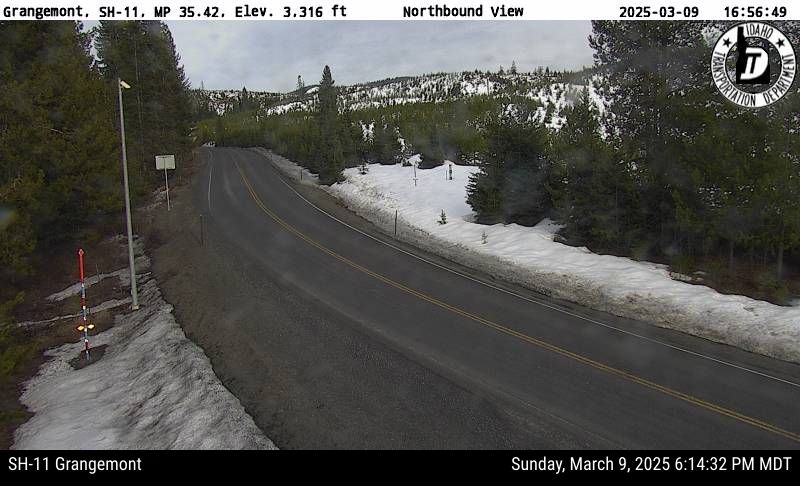 Grangemont, SH-11, MP 35.42, Elev. 3,316 ft Northbound View 2025-03-09 16:56:49
IDAHO
TRANSPORTATION DEPARTMENT
SH-11 Grangemont Sunday, March 9, 2025 6:14:32 PM MDT